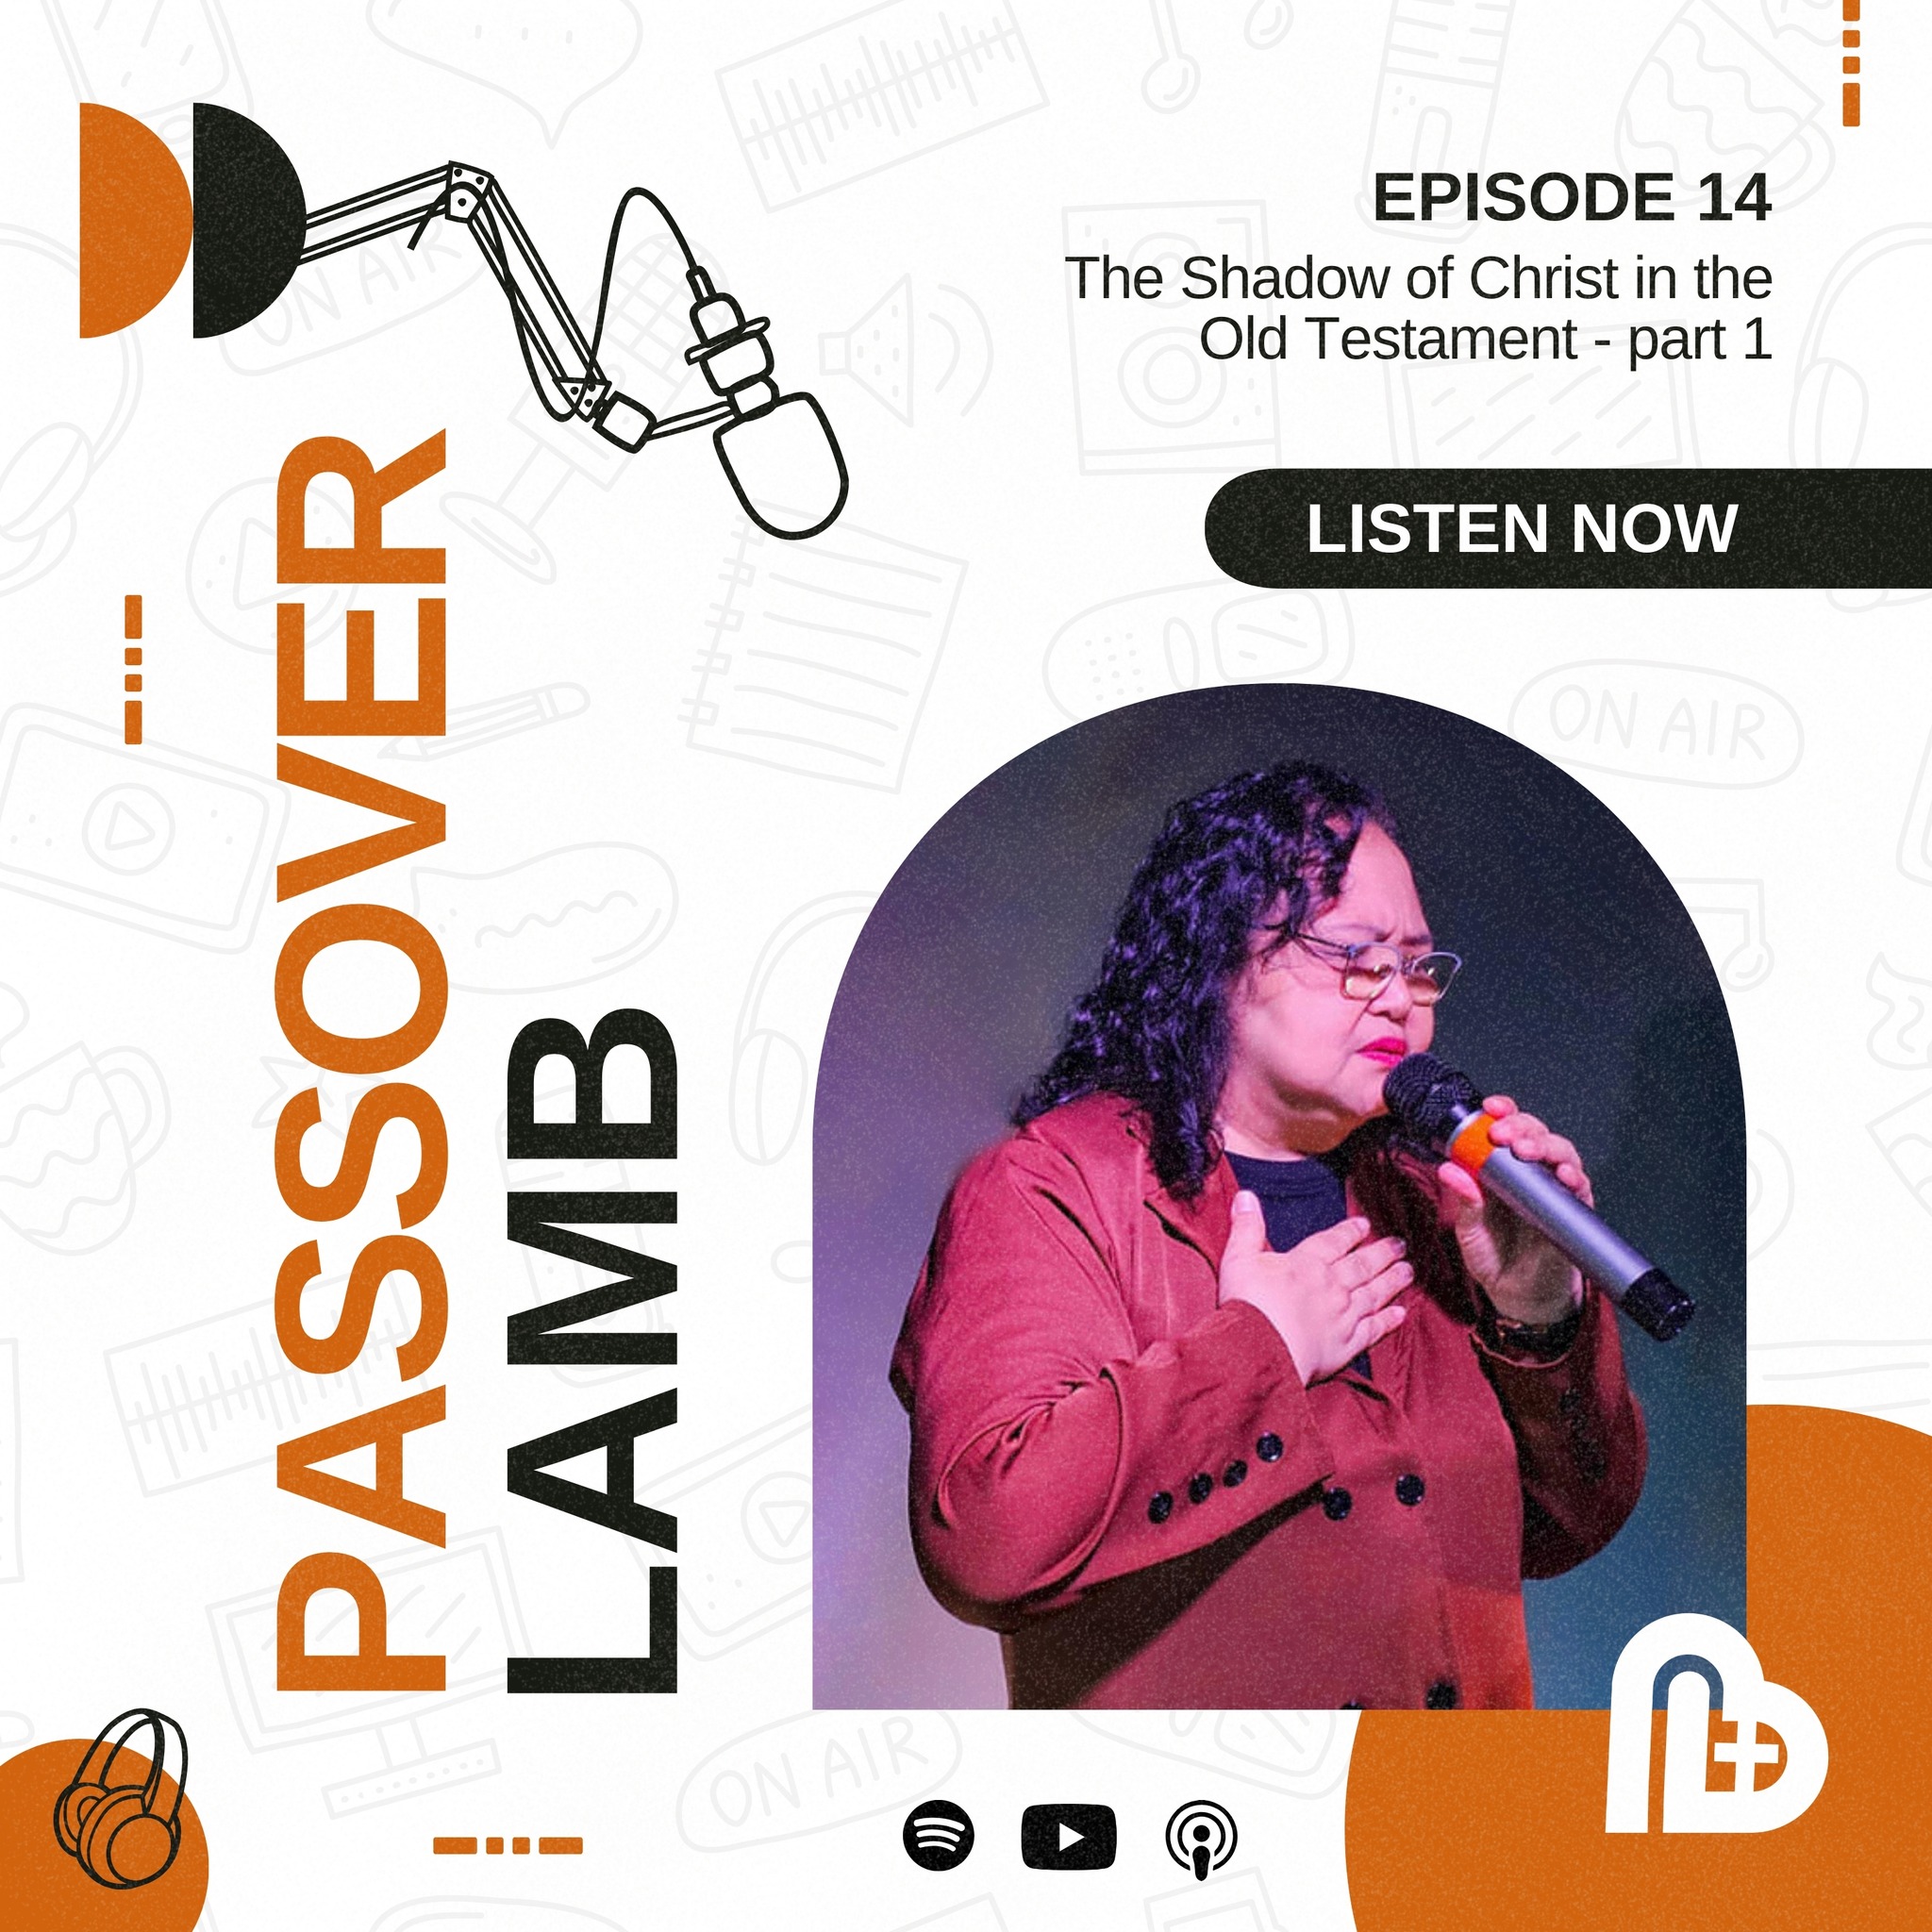 EPISODE 14
The Shadow of Christ in the
Old Testament - part 1
LISTEN NOW
PASSOVER
LAMB
ON AIR
ON AIR
ON AIR